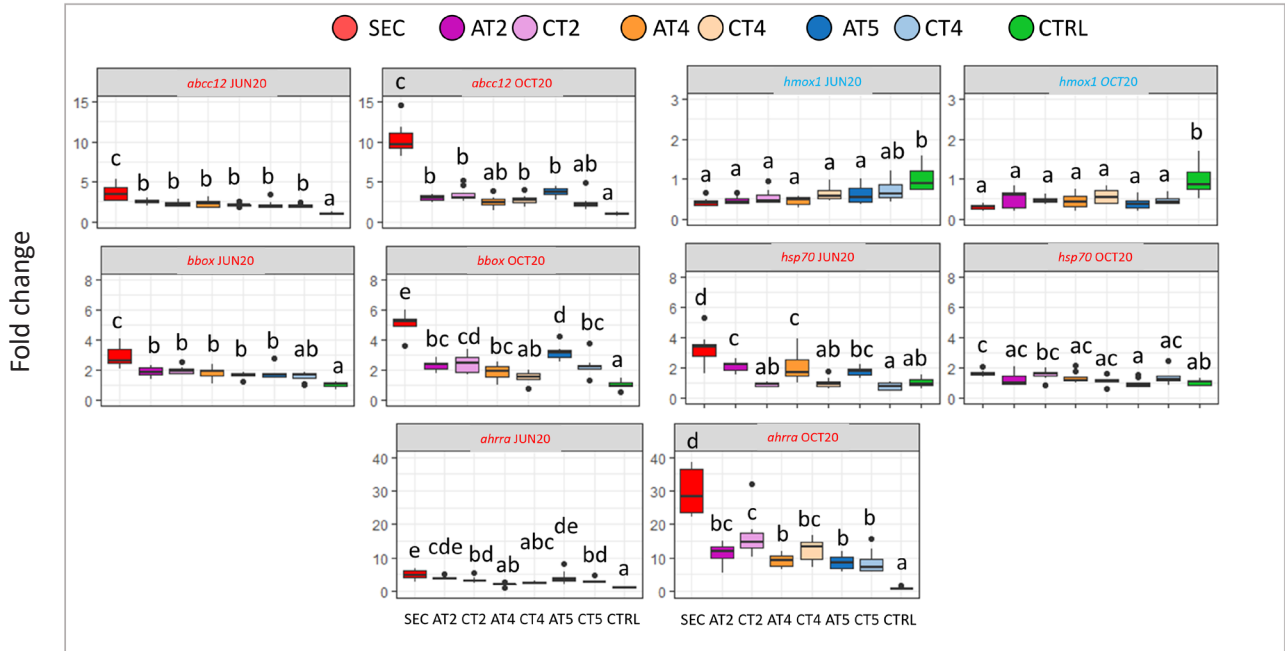 SEC AT2 CT2 AT4 CT4 AT5 CT4 CTRL
Fold change
abcc12 JUN20
15
10
5
0
c b b b b b b a
abcc12 OCT20
15
10
5
0
c b b ab ab b ab a
hmox1 JUN20
3
2
1
0
a a a a a a ab b
hmox1 OCT20
3
2
1
0
a a a a a a a b
bbox JUN20
8
6
4
2
0
c b b b b b ab a
bbox OCT20
8
6
4
2
0
e bc cd bc ab d bc a
hsp70 JUN20
8
6
4
2
0
d c ab c ab bc a ab
hsp70 OCT20
8
6
4
2
0
c ac bc ac ac a ac ab
ahrra JUN20
40
30
20
10
0
e cde bd ab abc de bd a
SEC AT2 CT2 AT4 CT4 AT5 CT5 CTRL
ahrra OCT20
40
30
20
10
0
d bc c b bc b b a
SEC AT2 CT2 AT4 CT4 AT5 CT5 CTRL